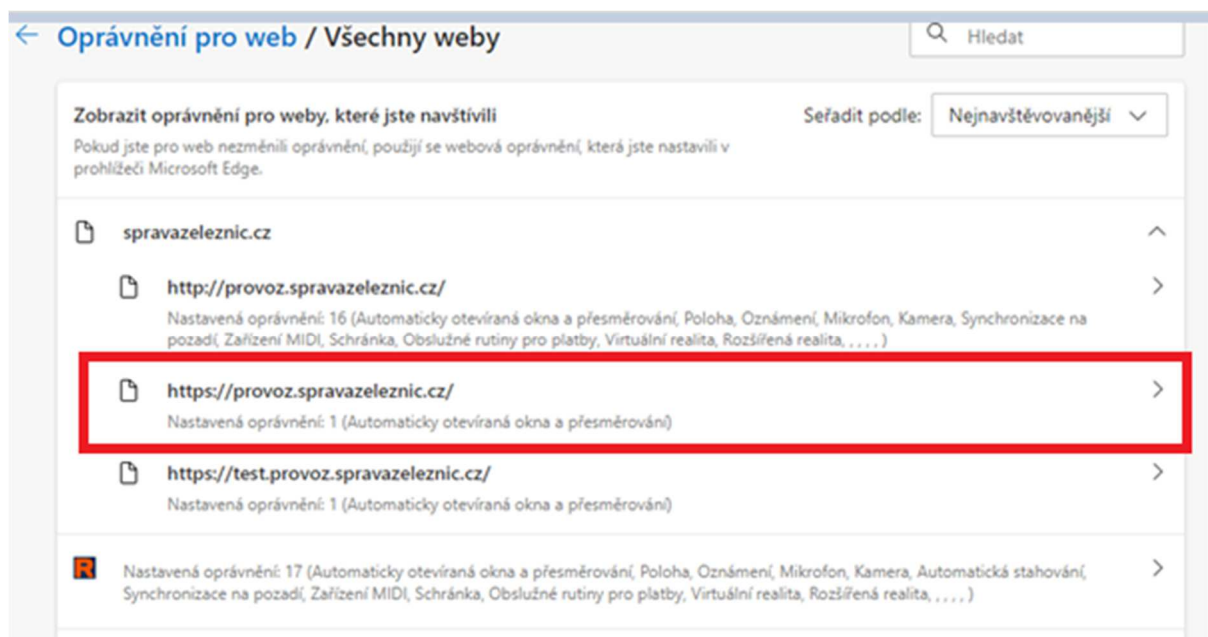 Oprávnění pro web / Všechny weby
Hledat
Zobrazit oprávnění pro weby, které jste navštívili
Seřadit podle: Nejnavštěvovanější
Pokud jste pro web nezměnili oprávnění, použijí se webová oprávnění, která jste nastavili v
prohlížeči Microsoft Edge.
spravazeleznic.cz
http://provoz.spravazeleznic.cz/
Nastavená oprávnění: 16 (Automaticky otevíraná okna a přesměrování, Poloha, Oznámení, Mikrofon, Kamera, Synchronizace na
pozadí, Zařízení MIDI, Schránka, Obslužné rutiny pro platby, Virtuální realita, Rozšířená realita, , , , , )
https://provoz.spravazeleznic.cz/
Nastavená oprávnění: 1 (Automaticky otevíraná okna a přesměrování)
https://test.provoz.spravazeleznic.cz/
Nastavená oprávnění: 1 (Automaticky otevíraná okna a přesměrování)
R
Nastavená oprávnění: 17 (Automaticky otevíraná okna a přesměrování, Poloha, Oznámení, Mikrofon, Kamera, Automatická stahování,
Synchronizace na pozadí, Zařízení MIDI, Schránka, Obslužné rutiny pro platby, Virtuální realita, Rozšířená realita, , , , , )